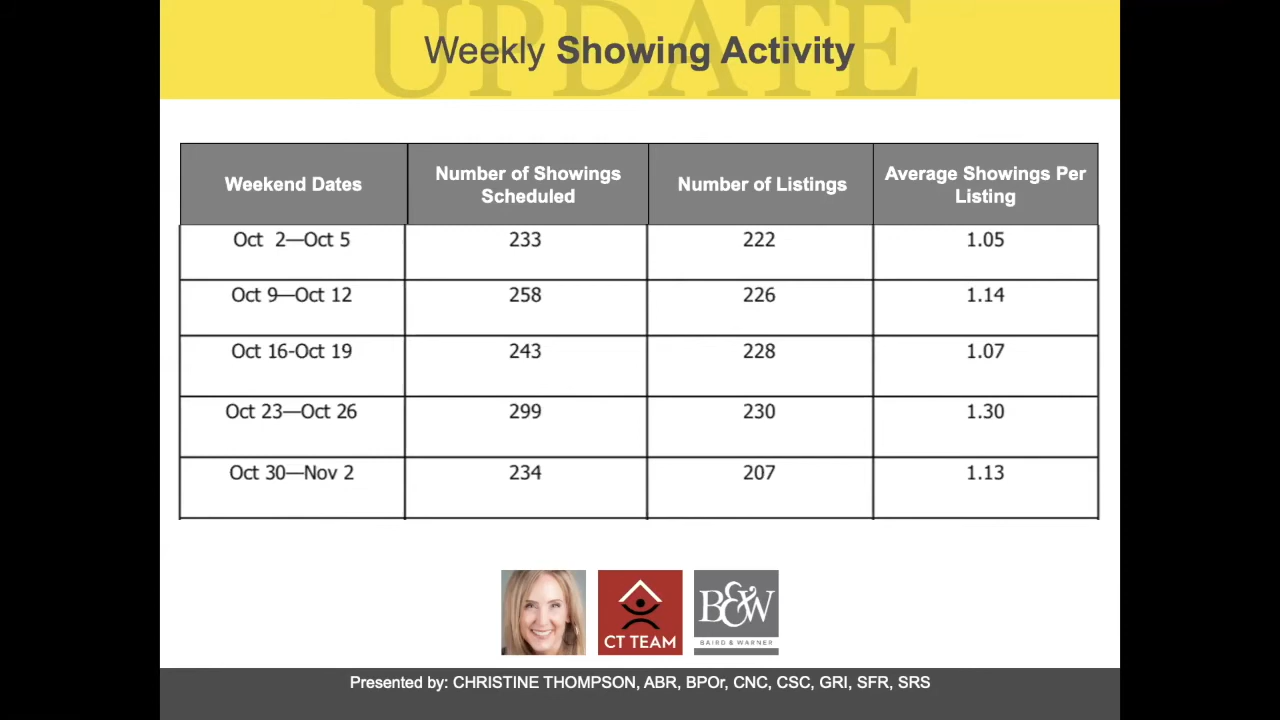 UPDATE
Weekly Showing Activity
Weekend Dates
Number of Showings
Scheduled
Number of Listings
Average Showings Per
Listing
Oct  2—Oct 5
233
222
1.05
Oct 9—Oct 12
258
226
1.14
Oct 16-Oct 19
243
228
1.07
Oct 23—Oct 26
299
230
1.30
Oct 30—Nov 2
234
207
1.13
CT TEAM
B&W
BAIRD & WARNER
Presented by: CHRISTINE THOMPSON, ABR, BPOr, CNC, CSC, GRI, SFR, SRS